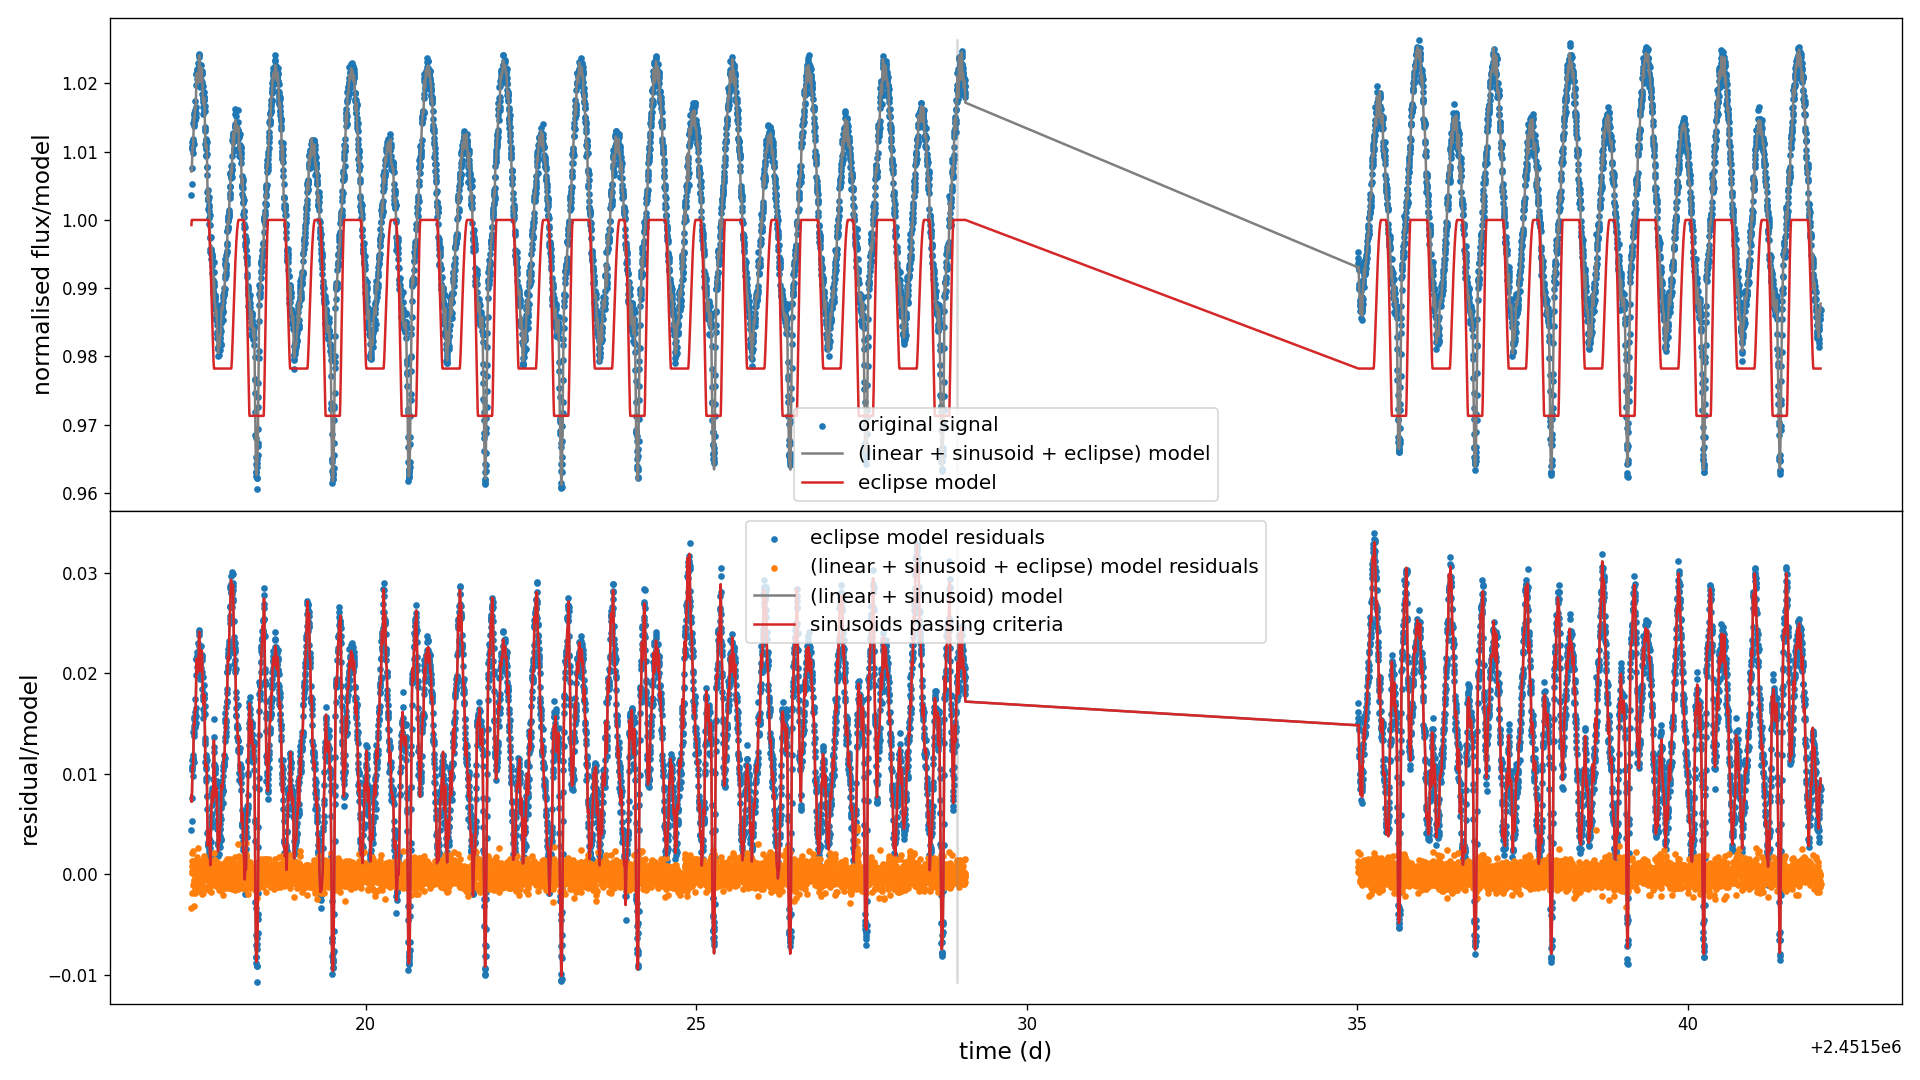 1.02
1.01
1.00
0.99
0.98
0.97
0.96
normalised flux/model
original signal
(linear + sinusoid + eclipse) model
eclipse model
eclipse model residuals
(linear + sinusoid + eclipse) model residuals
(linear + sinusoid) model
sinusoids passing criteria
0.03
0.02
0.01
0.00
−0.01
residual/model
20 25 30 35 40
time (d)
+2.4515e6